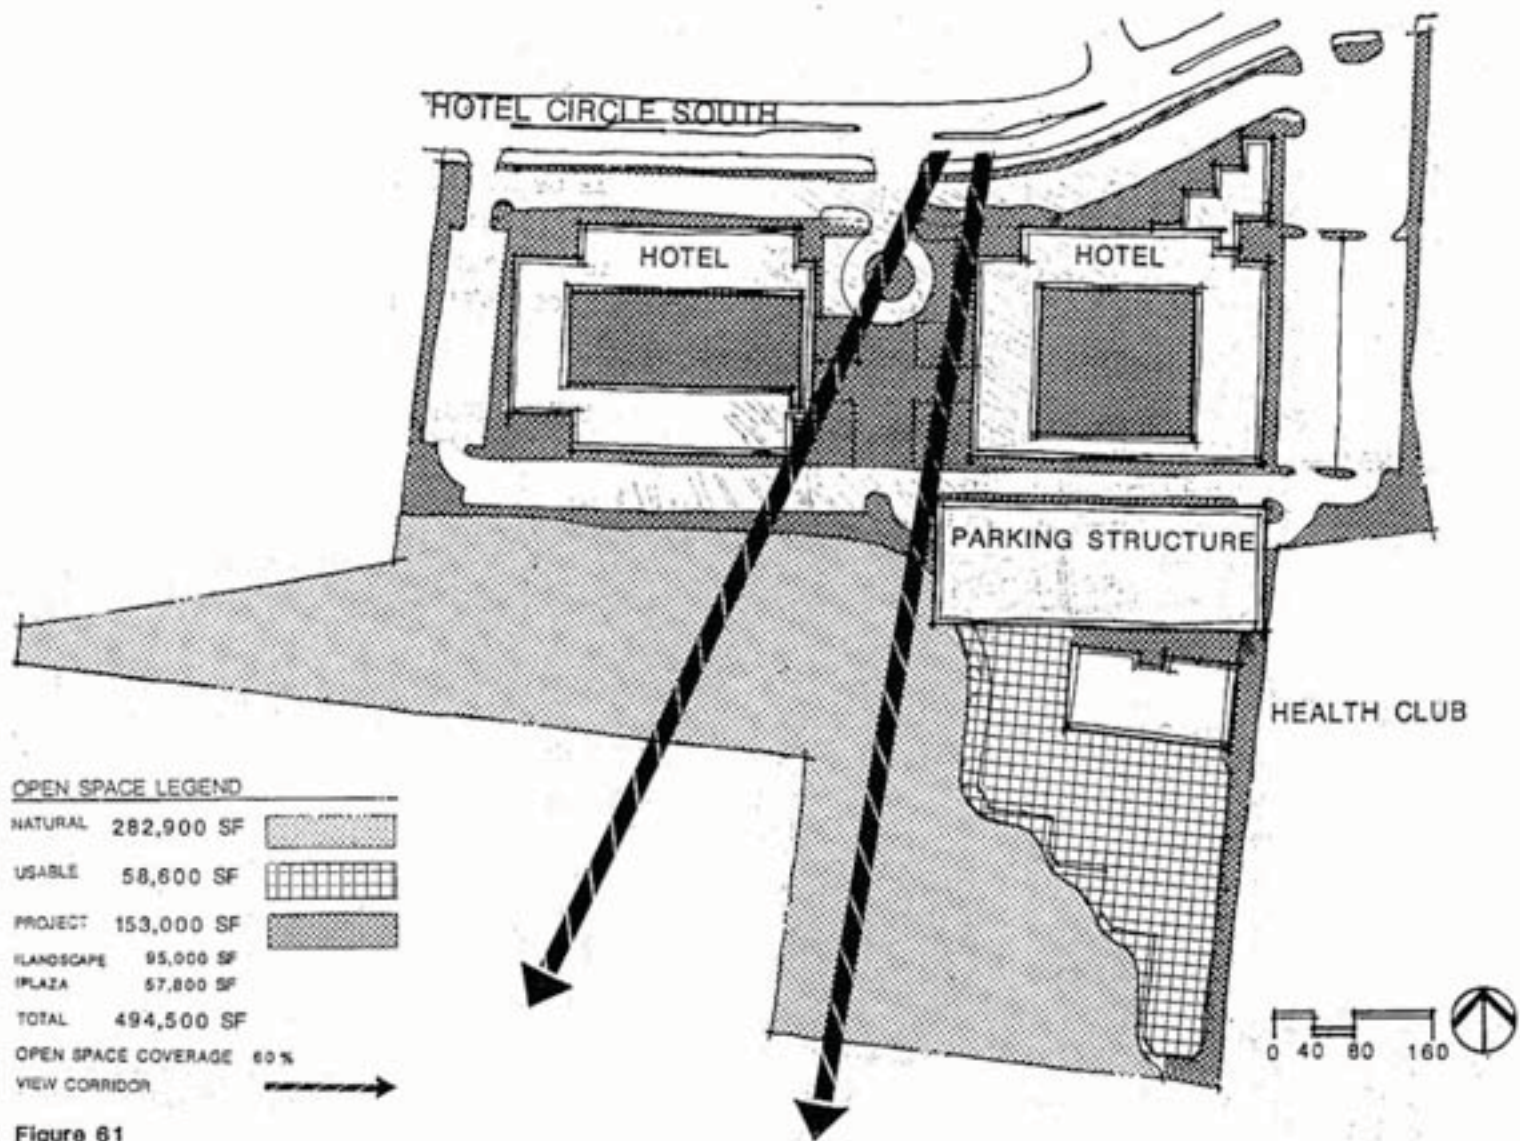 HOTEL CIRCLE SOUTH
HOTEL
HOTEL
PARKING STRUCTURE
HEALTH CLUB
OPEN SPACE LEGEND
NATURAL 282,900 SF
USABLE 58,600 SF
PROJECT 153,000 SF
LANDSCAPE 95,000 SF
PLAZA 57,800 SF
TOTAL 494,500 SF
OPEN SPACE COVERAGE 60 %
VIEW CORRIDOR
0 40 80 160
Figure 61